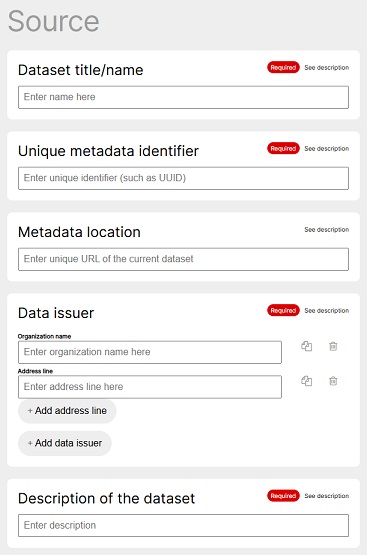 Source
Dataset title/name
Required See description
Enter name here
Unique metadata identifier
Required See description
Enter unique identifier (such as UUID)
Metadata location
See description
Enter unique URL of the current dataset
Data issuer
Required See description
Organization name
Enter organization name here
Address line
Enter address line here
+ Add address line
+ Add data issuer
Description of the dataset
Required See description
Enter description